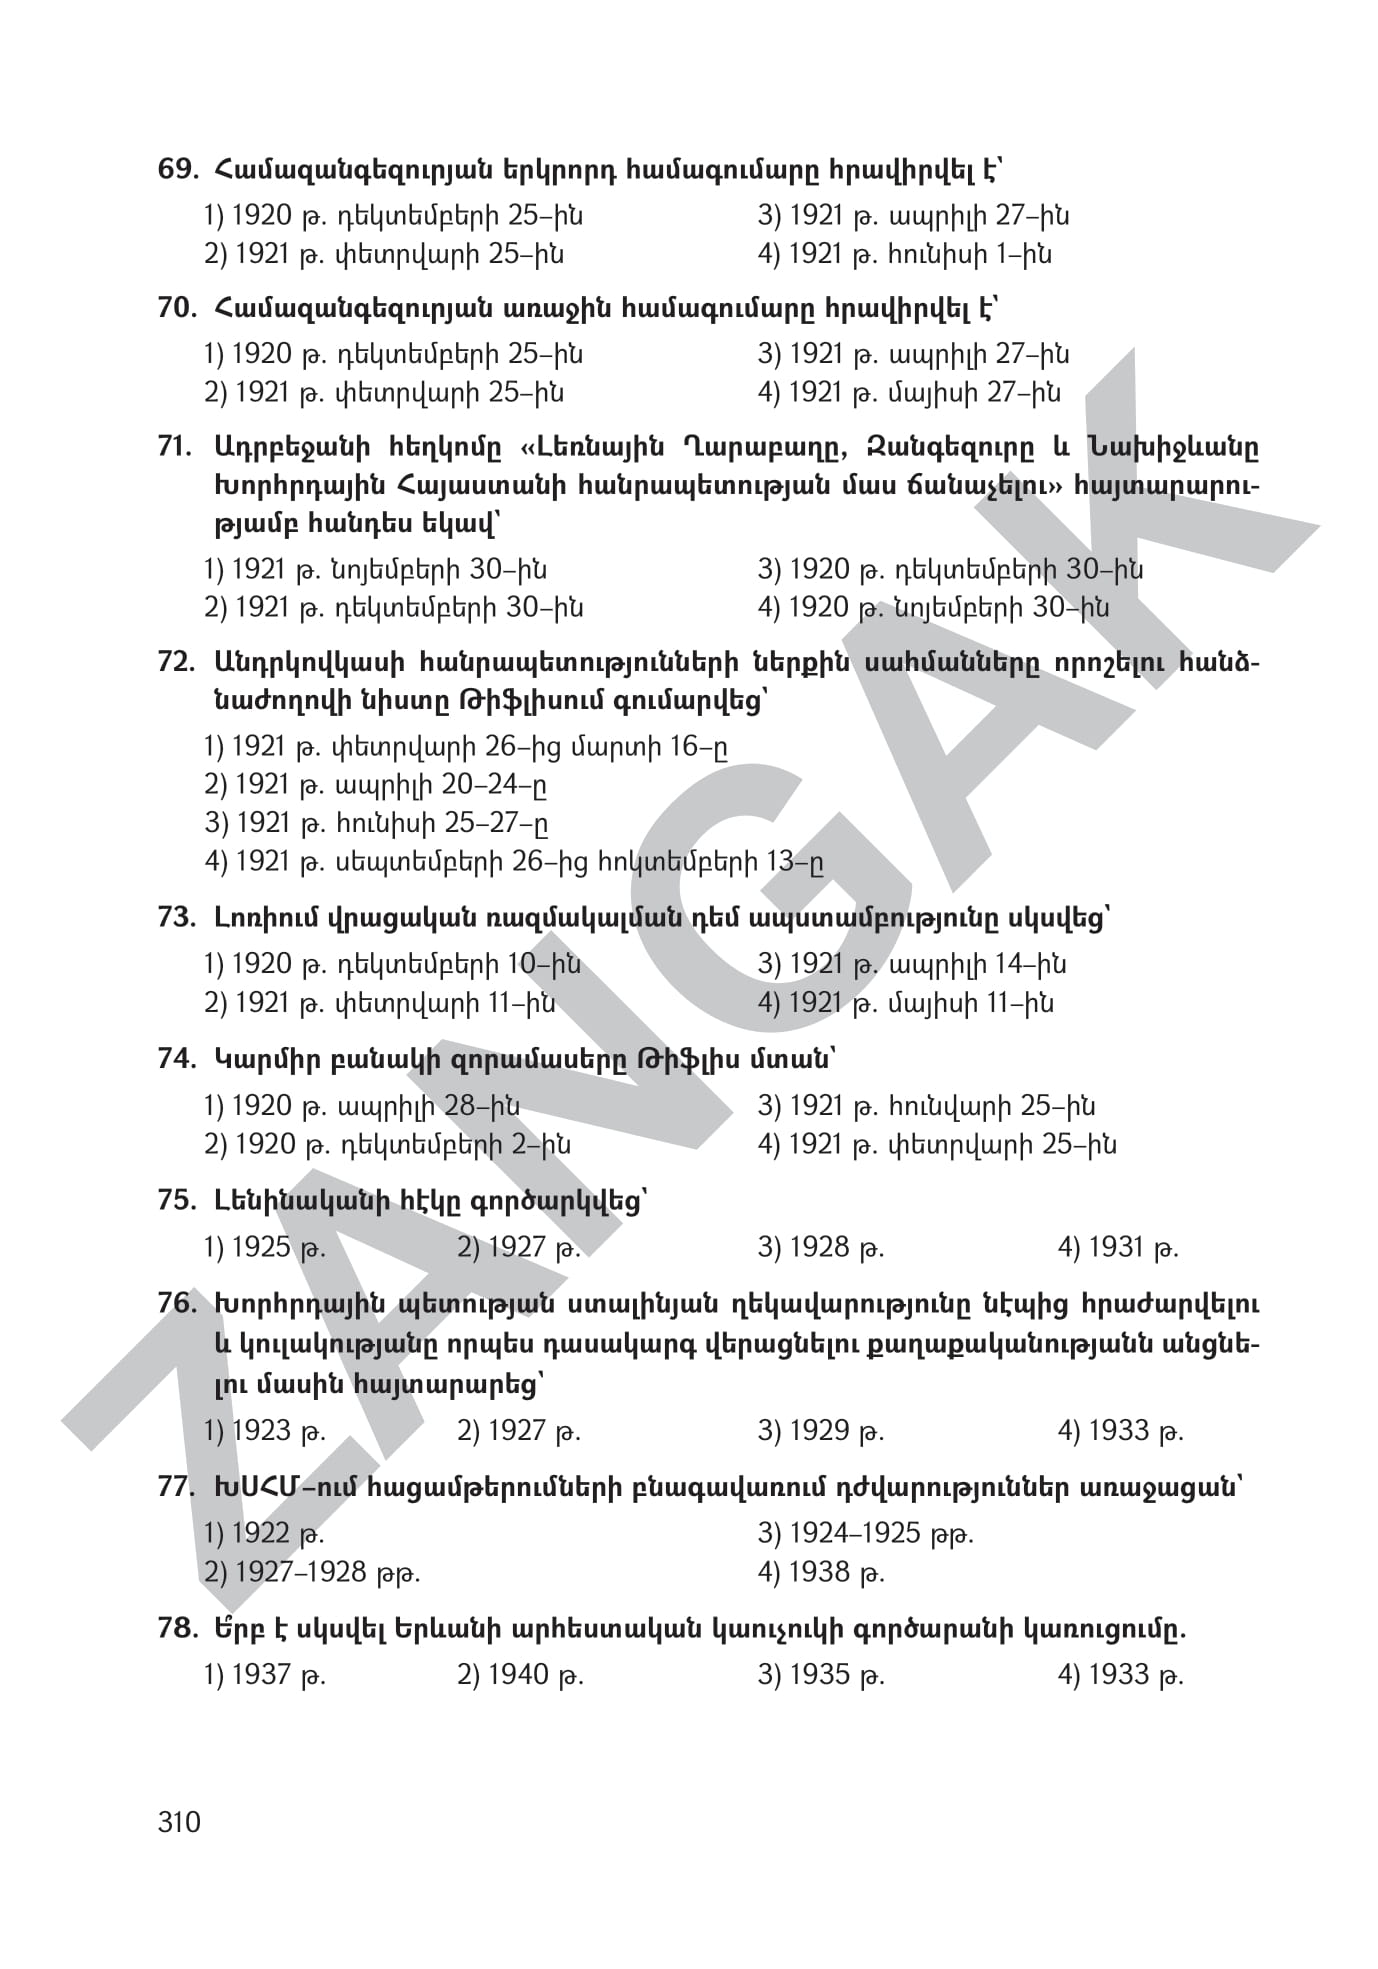 69. Համազանգեզուրյան երկրորդ համագումարը հրավիրվել է՝
1) 1920 թ. դեկտեմբերի 25–ին 3) 1921 թ. ապրիլի 27–ին
2) 1921 թ. փետրվարի 25–ին 4) 1921 թ. հունիսի 1–ին
70. Համազանգեզուրյան առաջին համագումարը հրավիրվել է՝
1) 1920 թ. դեկտեմբերի 25–ին 3) 1921 թ. ապրիլի 27–ին
2) 1921 թ. փետրվարի 25–ին 4) 1921 թ. մայիսի 27–ին
71. Ադրբեջանի հեղկոմը «Լեռնային Ղարաբաղը, Զանգեզուրը և Նախիջևանը
Խորհրդային Հայաստանի հանրապետության մաս ճանաչելու» հայտարարու-
թյամբ հանդես եկավ՝
1) 1921 թ. նոյեմբերի 30–ին 3) 1920 թ. դեկտեմբերի 30–ին
2) 1921 թ. դեկտեմբերի 30–ին 4) 1920 թ. նոյեմբերի 30–ին
72. Անդրկովկասի հանրապետությունների ներքին սահմանները որոշելու հանձ-
նաժողովի նիստը Թիֆլիսում գումարվեց՝
1) 1921 թ. փետրվարի 26–ից մարտի 16–ը
2) 1921 թ. ապրիլի 20–24–ը
3) 1921 թ. հունիսի 25–27–ը
4) 1921 թ. սեպտեմբերի 26–ից հոկտեմբերի 13–ը
73. Լոռիում վրացական ռազմակալման դեմ ապստամբությունը սկսվեց՝
1) 1920 թ. դեկտեմբերի 10–ին 3) 1921 թ. ապրիլի 14–ին
2) 1921 թ. փետրվարի 11–ին 4) 1921 թ. մայիսի 11–ին
74. Կարմիր բանակի զորամասերը Թիֆլիս մտան՝
1) 1920 թ. ապրիլի 28–ին 3) 1921 թ. հունվարի 25–ին
2) 1920 թ. դեկտեմբերի 2–ին 4) 1921 թ. փետրվարի 25–ին
75. Լենինականի հէկը գործարկվեց՝
1) 1925 թ. 2) 1927 թ. 3) 1928 թ. 4) 1931 թ.
76. Խորհրդային պետության ստալինյան ղեկավարությունը նէպից հրաժարվելու
և կուլակությանը որպես դասակարգ վերացնելու քաղաքականությանն անցնե-
լու մասին հայտարարեց՝
1) 1923 թ. 2) 1927 թ. 3) 1929 թ. 4) 1933 թ.
77. ԽՍՀՄ–ում հացամթերումների բնագավառում դժվարություններ առաջացան՝
1) 1922 թ. 3) 1924–1925 թթ.
2) 1927–1928 թթ. 4) 1938 թ.
78. Ե՞րբ է սկսվել Երևանի արհեստական կաուչուկի գործարանի կառուցումը.
1) 1937 թ. 2) 1940 թ. 3) 1935 թ. 4) 1933 թ.
310
ZANGAK